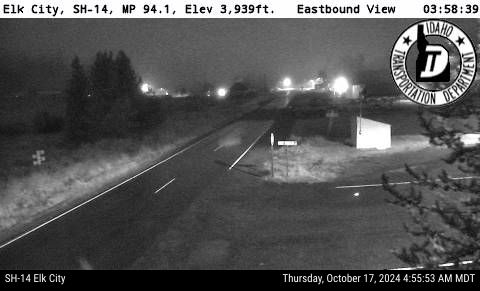 Elk City, SH-14, MP 94.1, Elev 3,939ft. Eastbound View 03:58:39
IDAHO
TRANSPORTATION DEPARTMENT
SH-14 Elk City Thursday, October 17, 2024 4:55:53 AM MDT